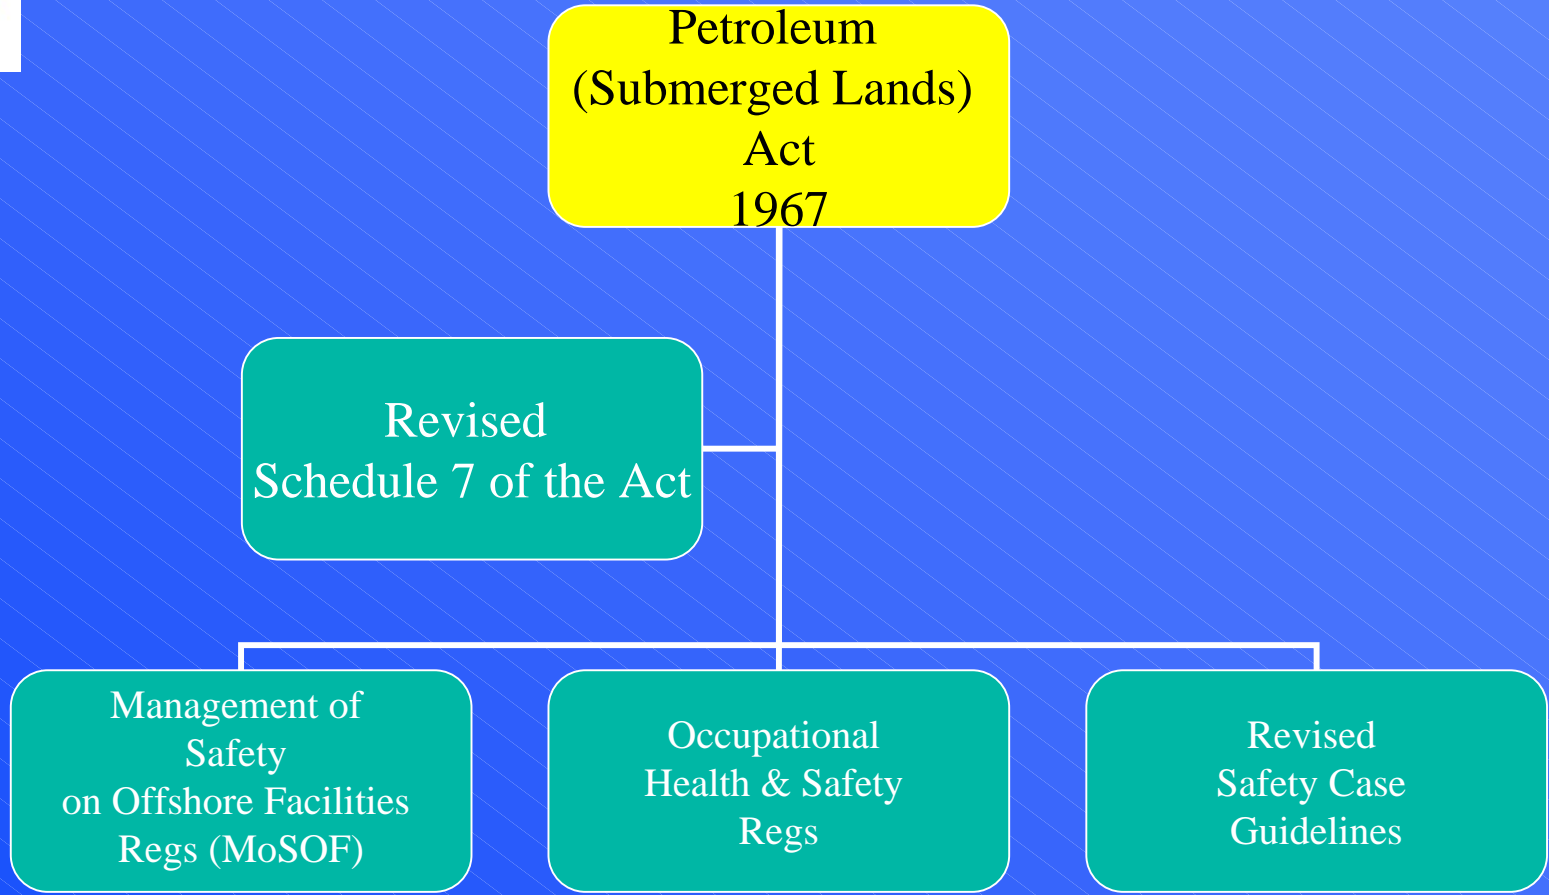 Petroleum
(Submerged Lands)
Act
1967
Revised
Schedule 7 of the Act
Management of
Safety
on Offshore Facilities
Regs (MoSOF)
Occupational
Health & Safety
Regs
Revised
Safety Case
Guidelines